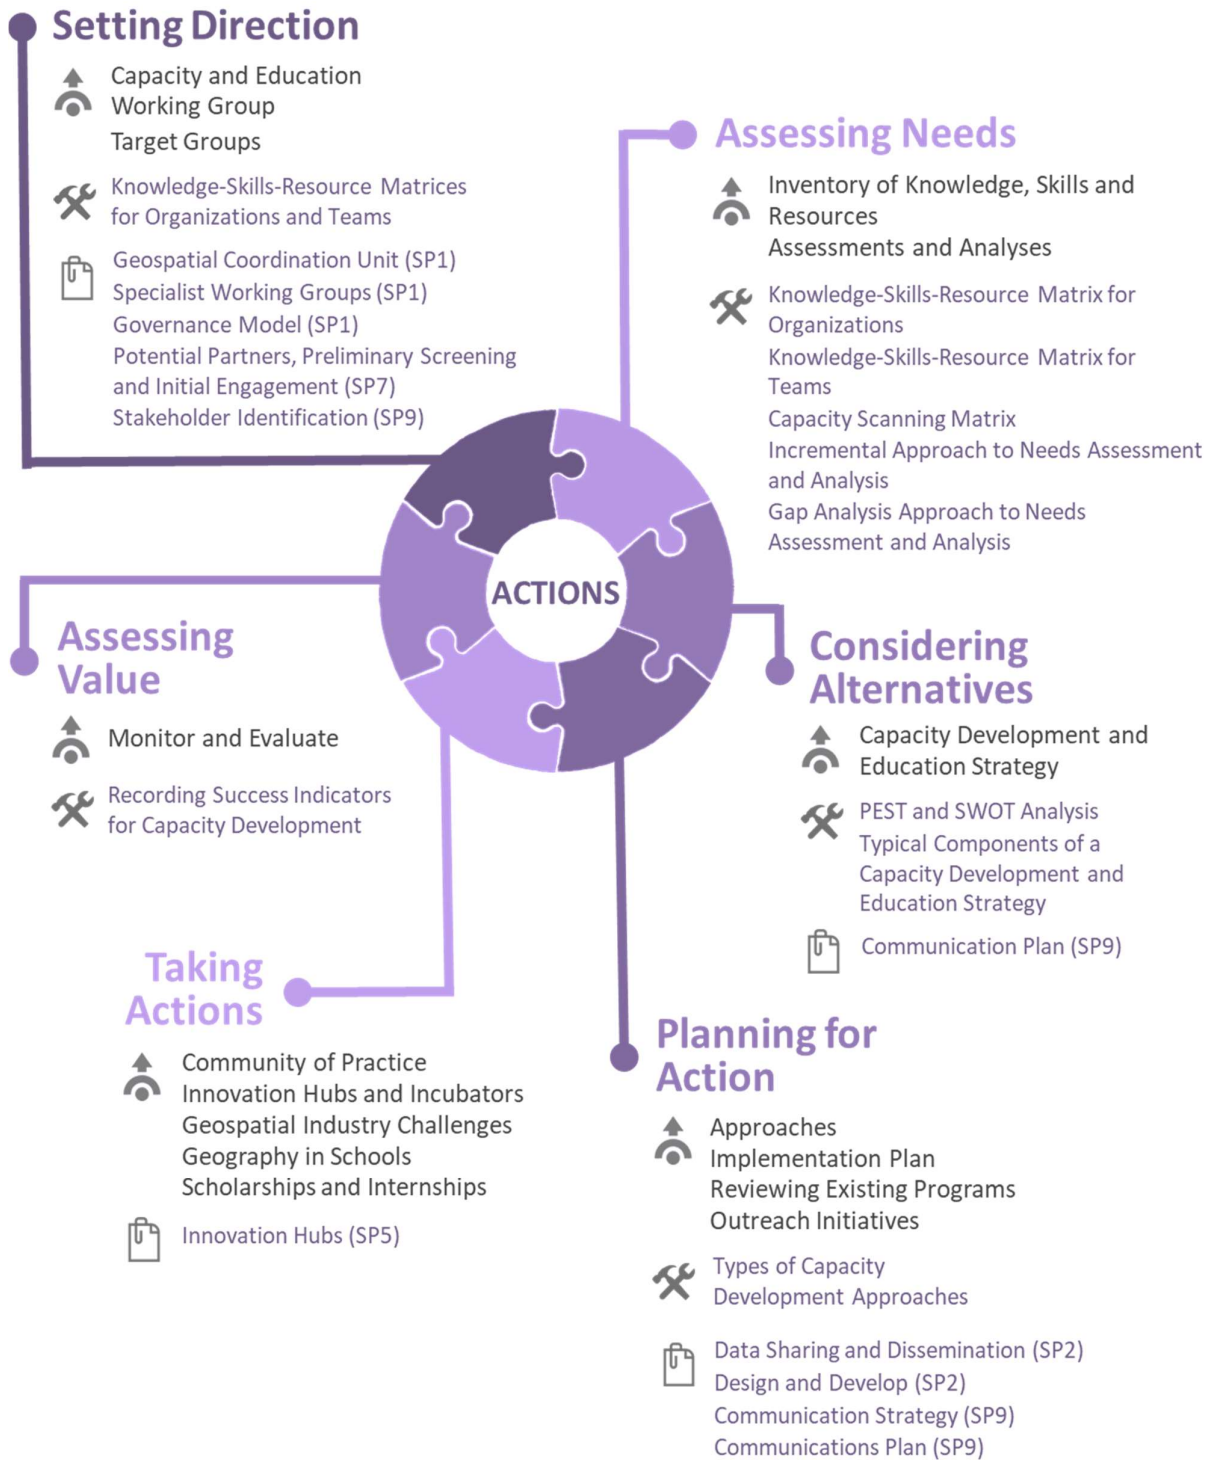 Setting Direction
Capacity and Education
Working Group
Target Groups
Knowledge-Skills-Resource Matrices
for Organizations and Teams
Geospatial Coordination Unit (SP1)
Specialist Working Groups (SP1)
Governance Model (SP1)
Potential Partners, Preliminary Screening
and Initial Engagement (SP7)
Stakeholder Identification (SP9)
Assessing Needs
Inventory of Knowledge, Skills and
Resources
Assessments and Analyses
Knowledge-Skills-Resource Matrix for
Organizations
Knowledge-Skills-Resource Matrix for
Teams
Capacity Scanning Matrix
Incremental Approach to Needs Assessment
and Analysis
Gap Analysis Approach to Needs
Assessment and Analysis
ACTIONS
Considering
Alternatives
Capacity Development and
Education Strategy
PEST and SWOT Analysis
Typical Components of a
Capacity Development and
Education Strategy
Communication Plan (SP9)
Planning for
Action
Approaches
Implementation Plan
Reviewing Existing Programs
Outreach Initiatives
Types of Capacity
Development Approaches
Data Sharing and Dissemination (SP2)
Design and Develop (SP2)
Communication Strategy (SP9)
Communications Plan (SP9)
Taking
Actions
Community of Practice
Innovation Hubs and Incubators
Geospatial Industry Challenges
Geography in Schools
Scholarships and Internships
Innovation Hubs (SP5)
Assessing
Value
Monitor and Evaluate
Recording Success Indicators
for Capacity Development